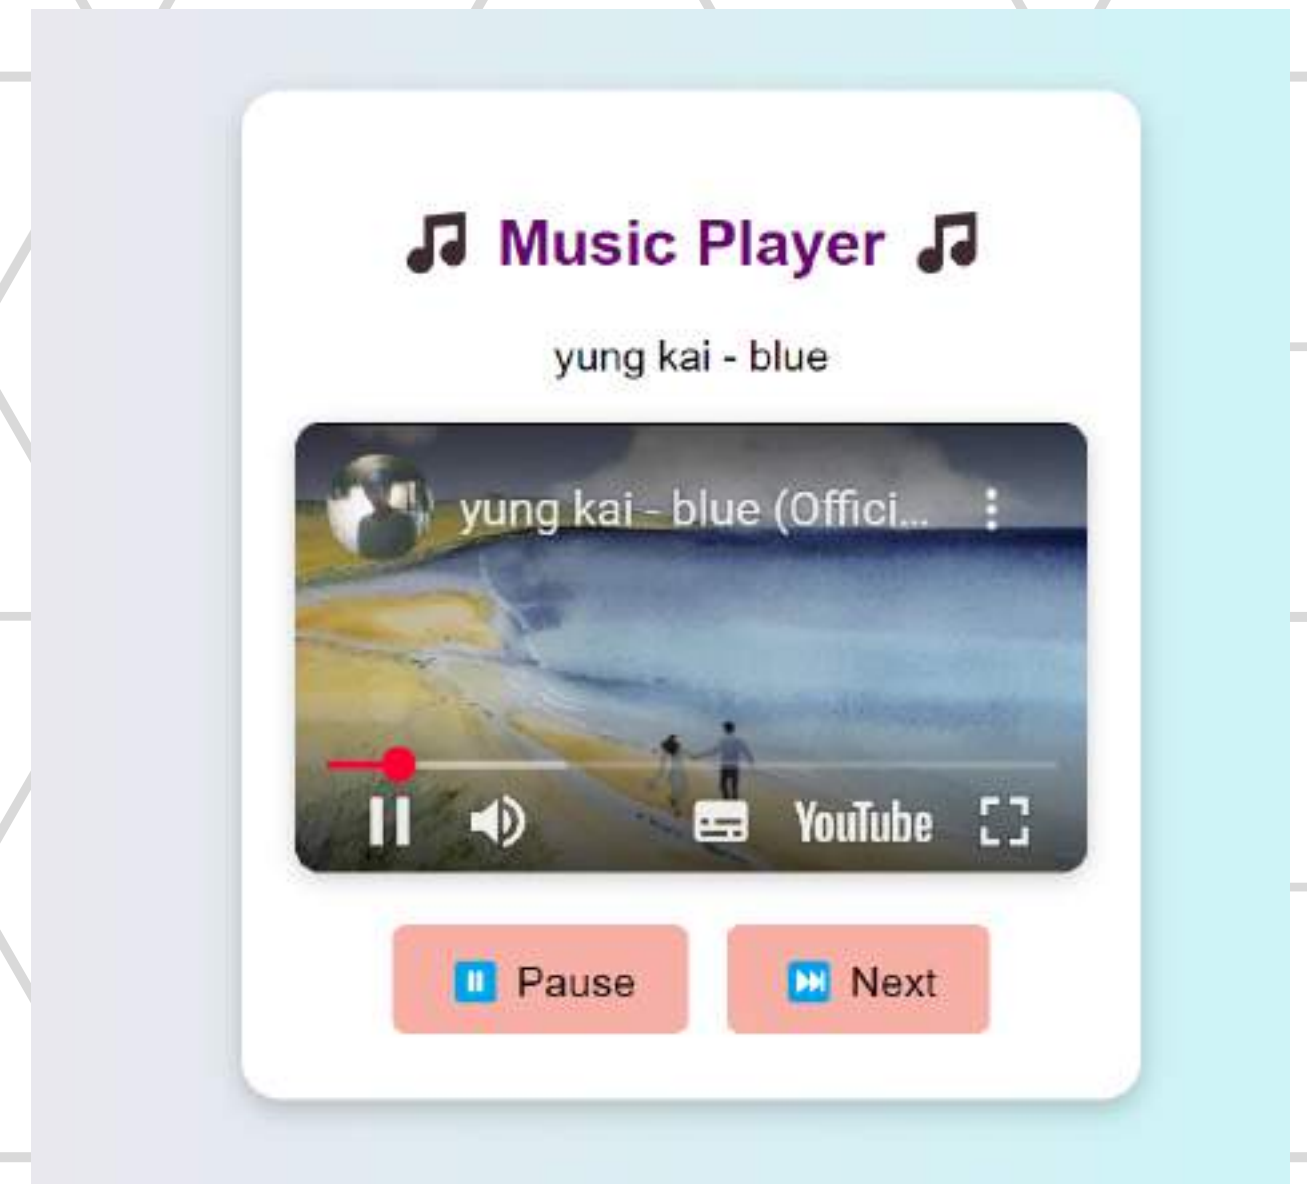 🎵 Music Player 🎵
yung kai - blue
yung kai - blue (Offici...
YouTube
Pause
Next